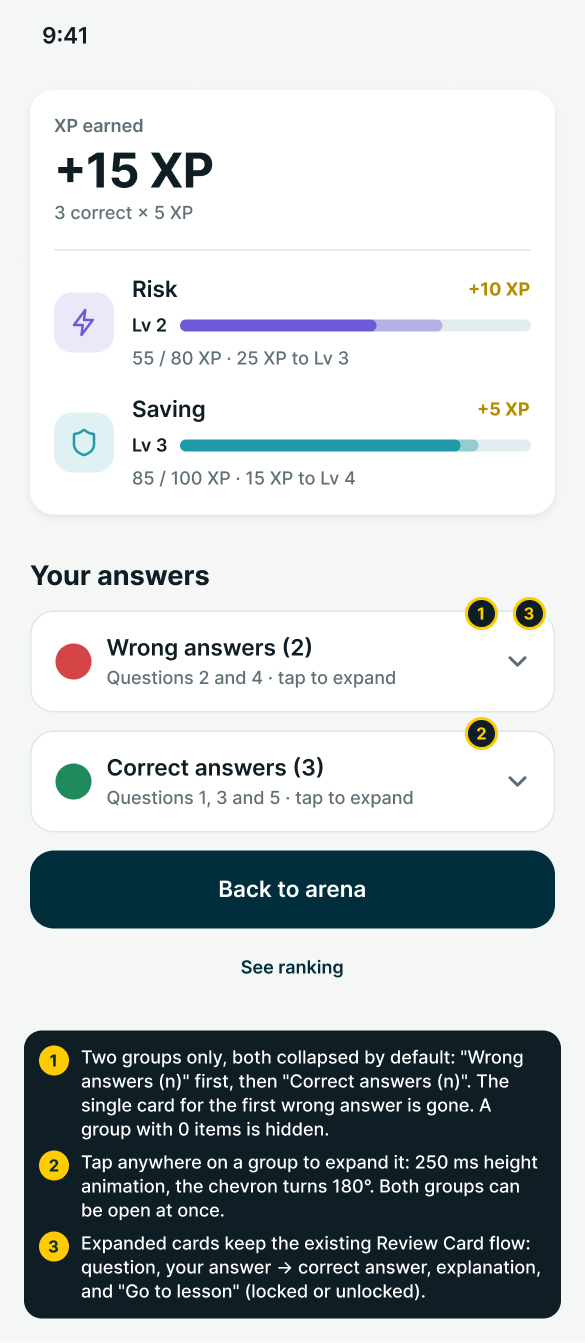 9:41
XP earned
+15 XP
3 correct × 5 XP
Risk
+10 XP
Lv 2
55 / 80 XP · 25 XP to Lv 3
Saving
+5 XP
Lv 3
85 / 100 XP · 15 XP to Lv 4
Your answers
1
3
Wrong answers (2)
Questions 2 and 4 · tap to expand
2
Correct answers (3)
Questions 1, 3 and 5 · tap to expand
Back to arena
See ranking
1
Two groups only, both collapsed by default: "Wrong
answers (n)" first, then "Correct answers (n)". The
single card for the first wrong answer is gone. A
group with 0 items is hidden.
2
Tap anywhere on a group to expand it: 250 ms height
animation, the chevron turns 180°. Both groups can
be open at once.
3
Expanded cards keep the existing Review Card flow:
question, your answer → correct answer, explanation,
and "Go to lesson" (locked or unlocked).